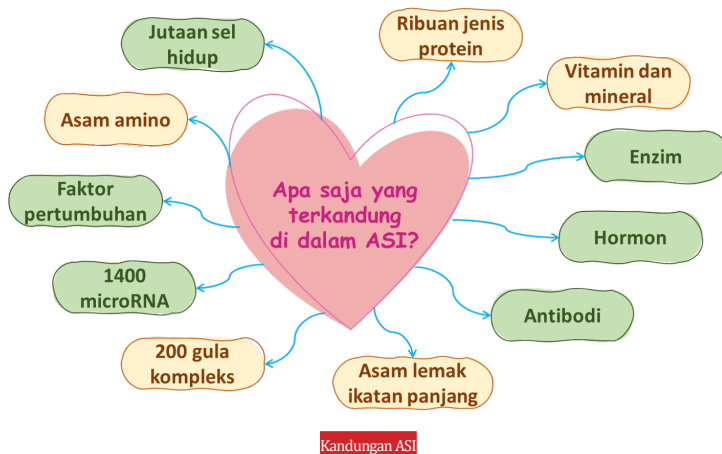 Apa saja yang
terkandung
di dalam ASI?
Jutaan sel
hidup
Ribuan jenis
protein
Vitamin dan
mineral
Enzim
Hormon
Antibodi
Asam lemak
ikatan panjang
200 gula
kompleks
1400
microRNA
Faktor
pertumbuhan
Asam amino
Kandungan ASI